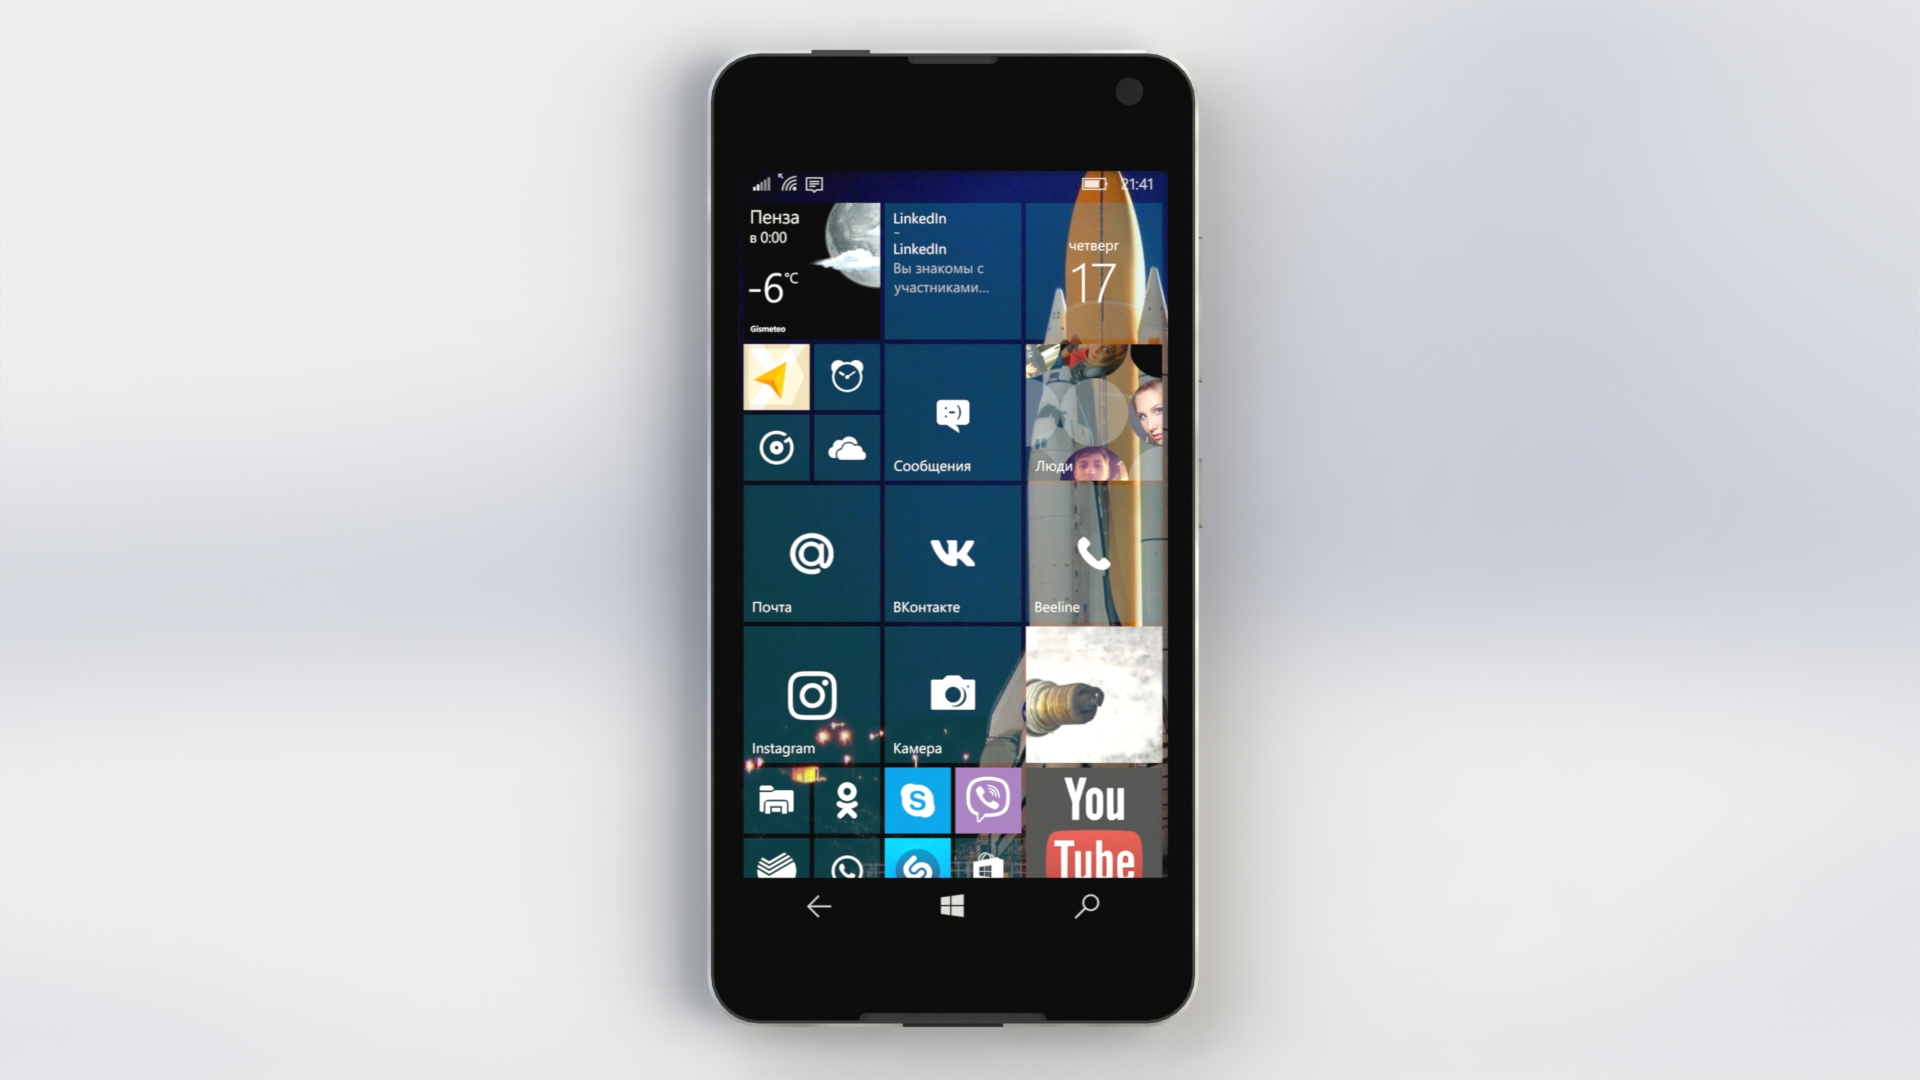 21:41
Пенза
в 0:00
-6°C
Gismeteo
LinkedIn
–
LinkedIn
Вы знакомы с
участниками...
четверг
17
:-)
Сообщения
Люди
@
Почта
ВКонтакте
Beeline
Instagram
Камера
S
You
Tube